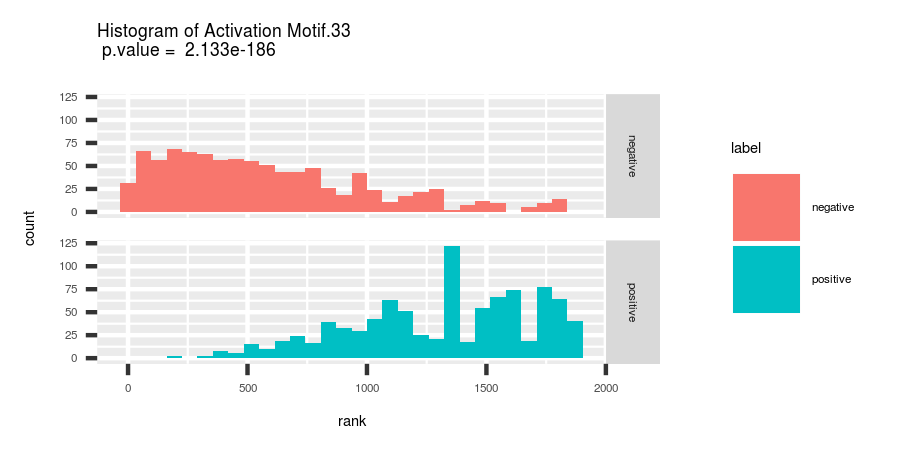 Histogram of Activation Motif.33
p.value = 2.133e-186
125
100
75
50
25
0
negative
125
100
75
50
25
0
positive
0
500
1000
1500
2000
rank
count
label
negative
positive